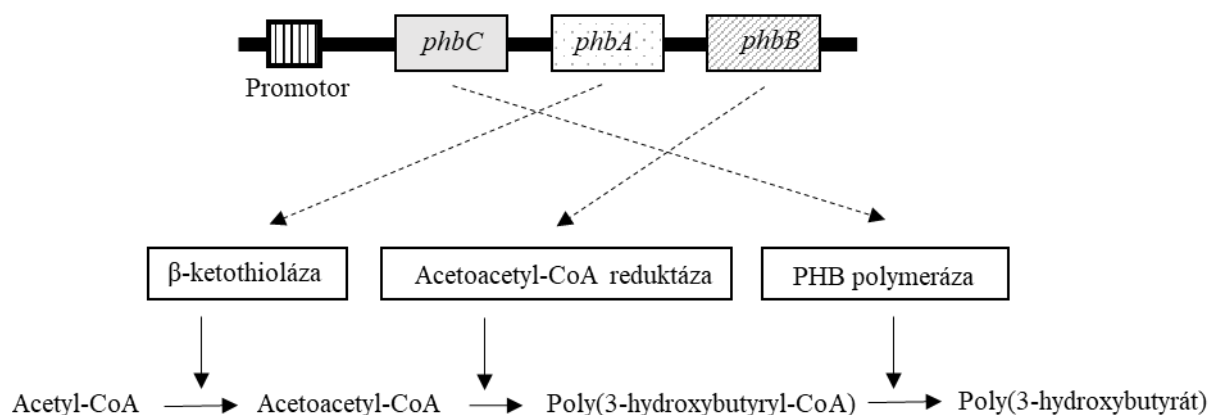 phbC phbA phbB
Promotor
β-ketothioláza Acetoacetyl-CoA reduktáza PHB polymeráza
Acetyl-CoA Acetoacetyl-CoA Poly(3-hydroxybutyryl-CoA) Poly(3-hydroxybutyrát)